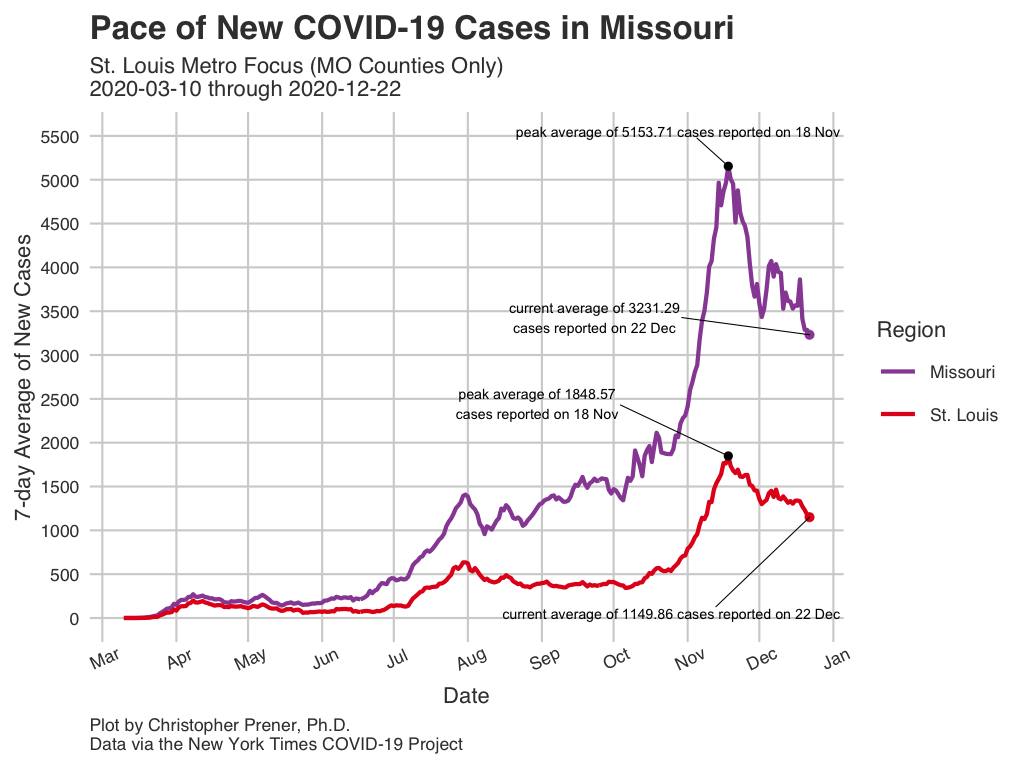 Pace of New COVID-19 Cases in Missouri
St. Louis Metro Focus (MO Counties Only)
2020-03-10 through 2020-12-22
7-day Average of New Cases
5500
5000
4500
4000
3500
3000
2500
2000
1500
1000
500
0
peak average of 5153.71 cases reported on 18 Nov
current average of 3231.29
cases reported on 22 Dec
peak average of 1848.57
cases reported on 18 Nov
current average of 1149.86 cases reported on 22 Dec
Mar
Apr
May
Jun
Jul
Aug
Sep
Oct
Nov
Dec
Jan
Date
Region
Missouri
St. Louis
Plot by Christopher Prener, Ph.D.
Data via the New York Times COVID-19 Project